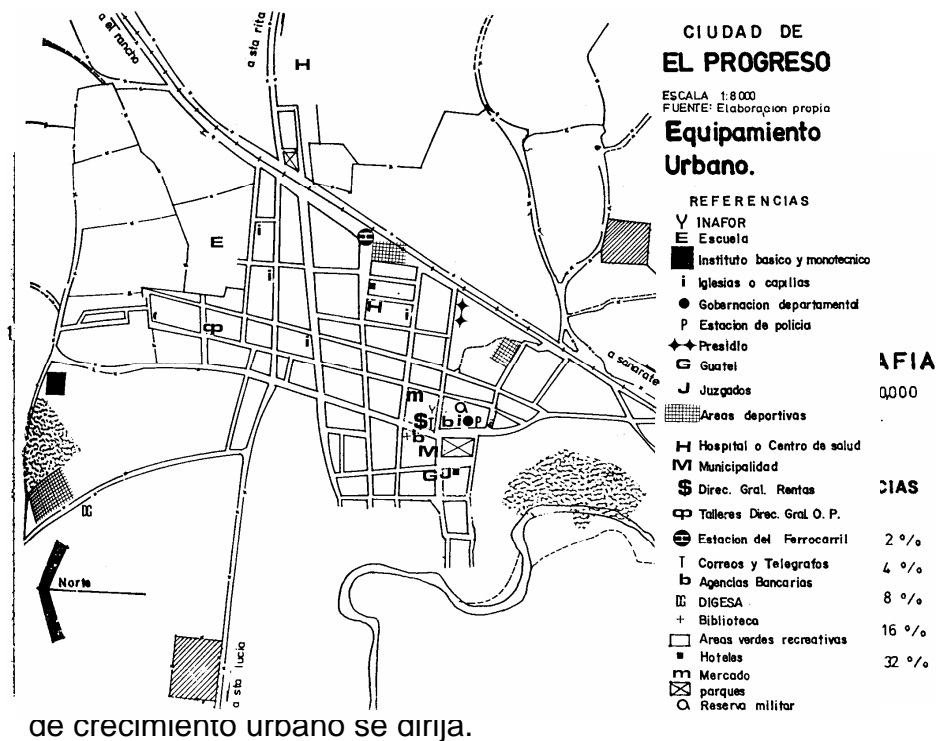 CIUDAD DE
EL PROGRESO
ESCALA 1:8000
FUENTE: Elaboracion propia
Equipamiento
Urbano.
REFERENCIAS
Y INAFOR
E Escuela
Instituto basico y monotecnico
i Iglesias o capillas
Gobernacion departamental
P Estacion de policia
Presidio
G Guatel
J Juzgados
Areas deportivas
H Hospital o Centro de salud
M Municipalidad
$ Direc. Gral. Rentas
Talleres Direc. Gral O. P.
Estacion del Ferrocarril
T Correos y Telegrafos
b Agencias Bancarias
DIGESA
+ Biblioteca
Areas verdes recreativas
Hoteles
m Mercado
parques
Reserva militar
a el rancho
a sta rita
H
E
i
i
i
H
i
a sanarate
m
Y
$ T b i P
+ b
M
G J
Norte
a sta lucia
AFIA
0,000
CIAS
2 %
4 %
8 %
16 %
32 %
de crecimiento urbano se dirija.